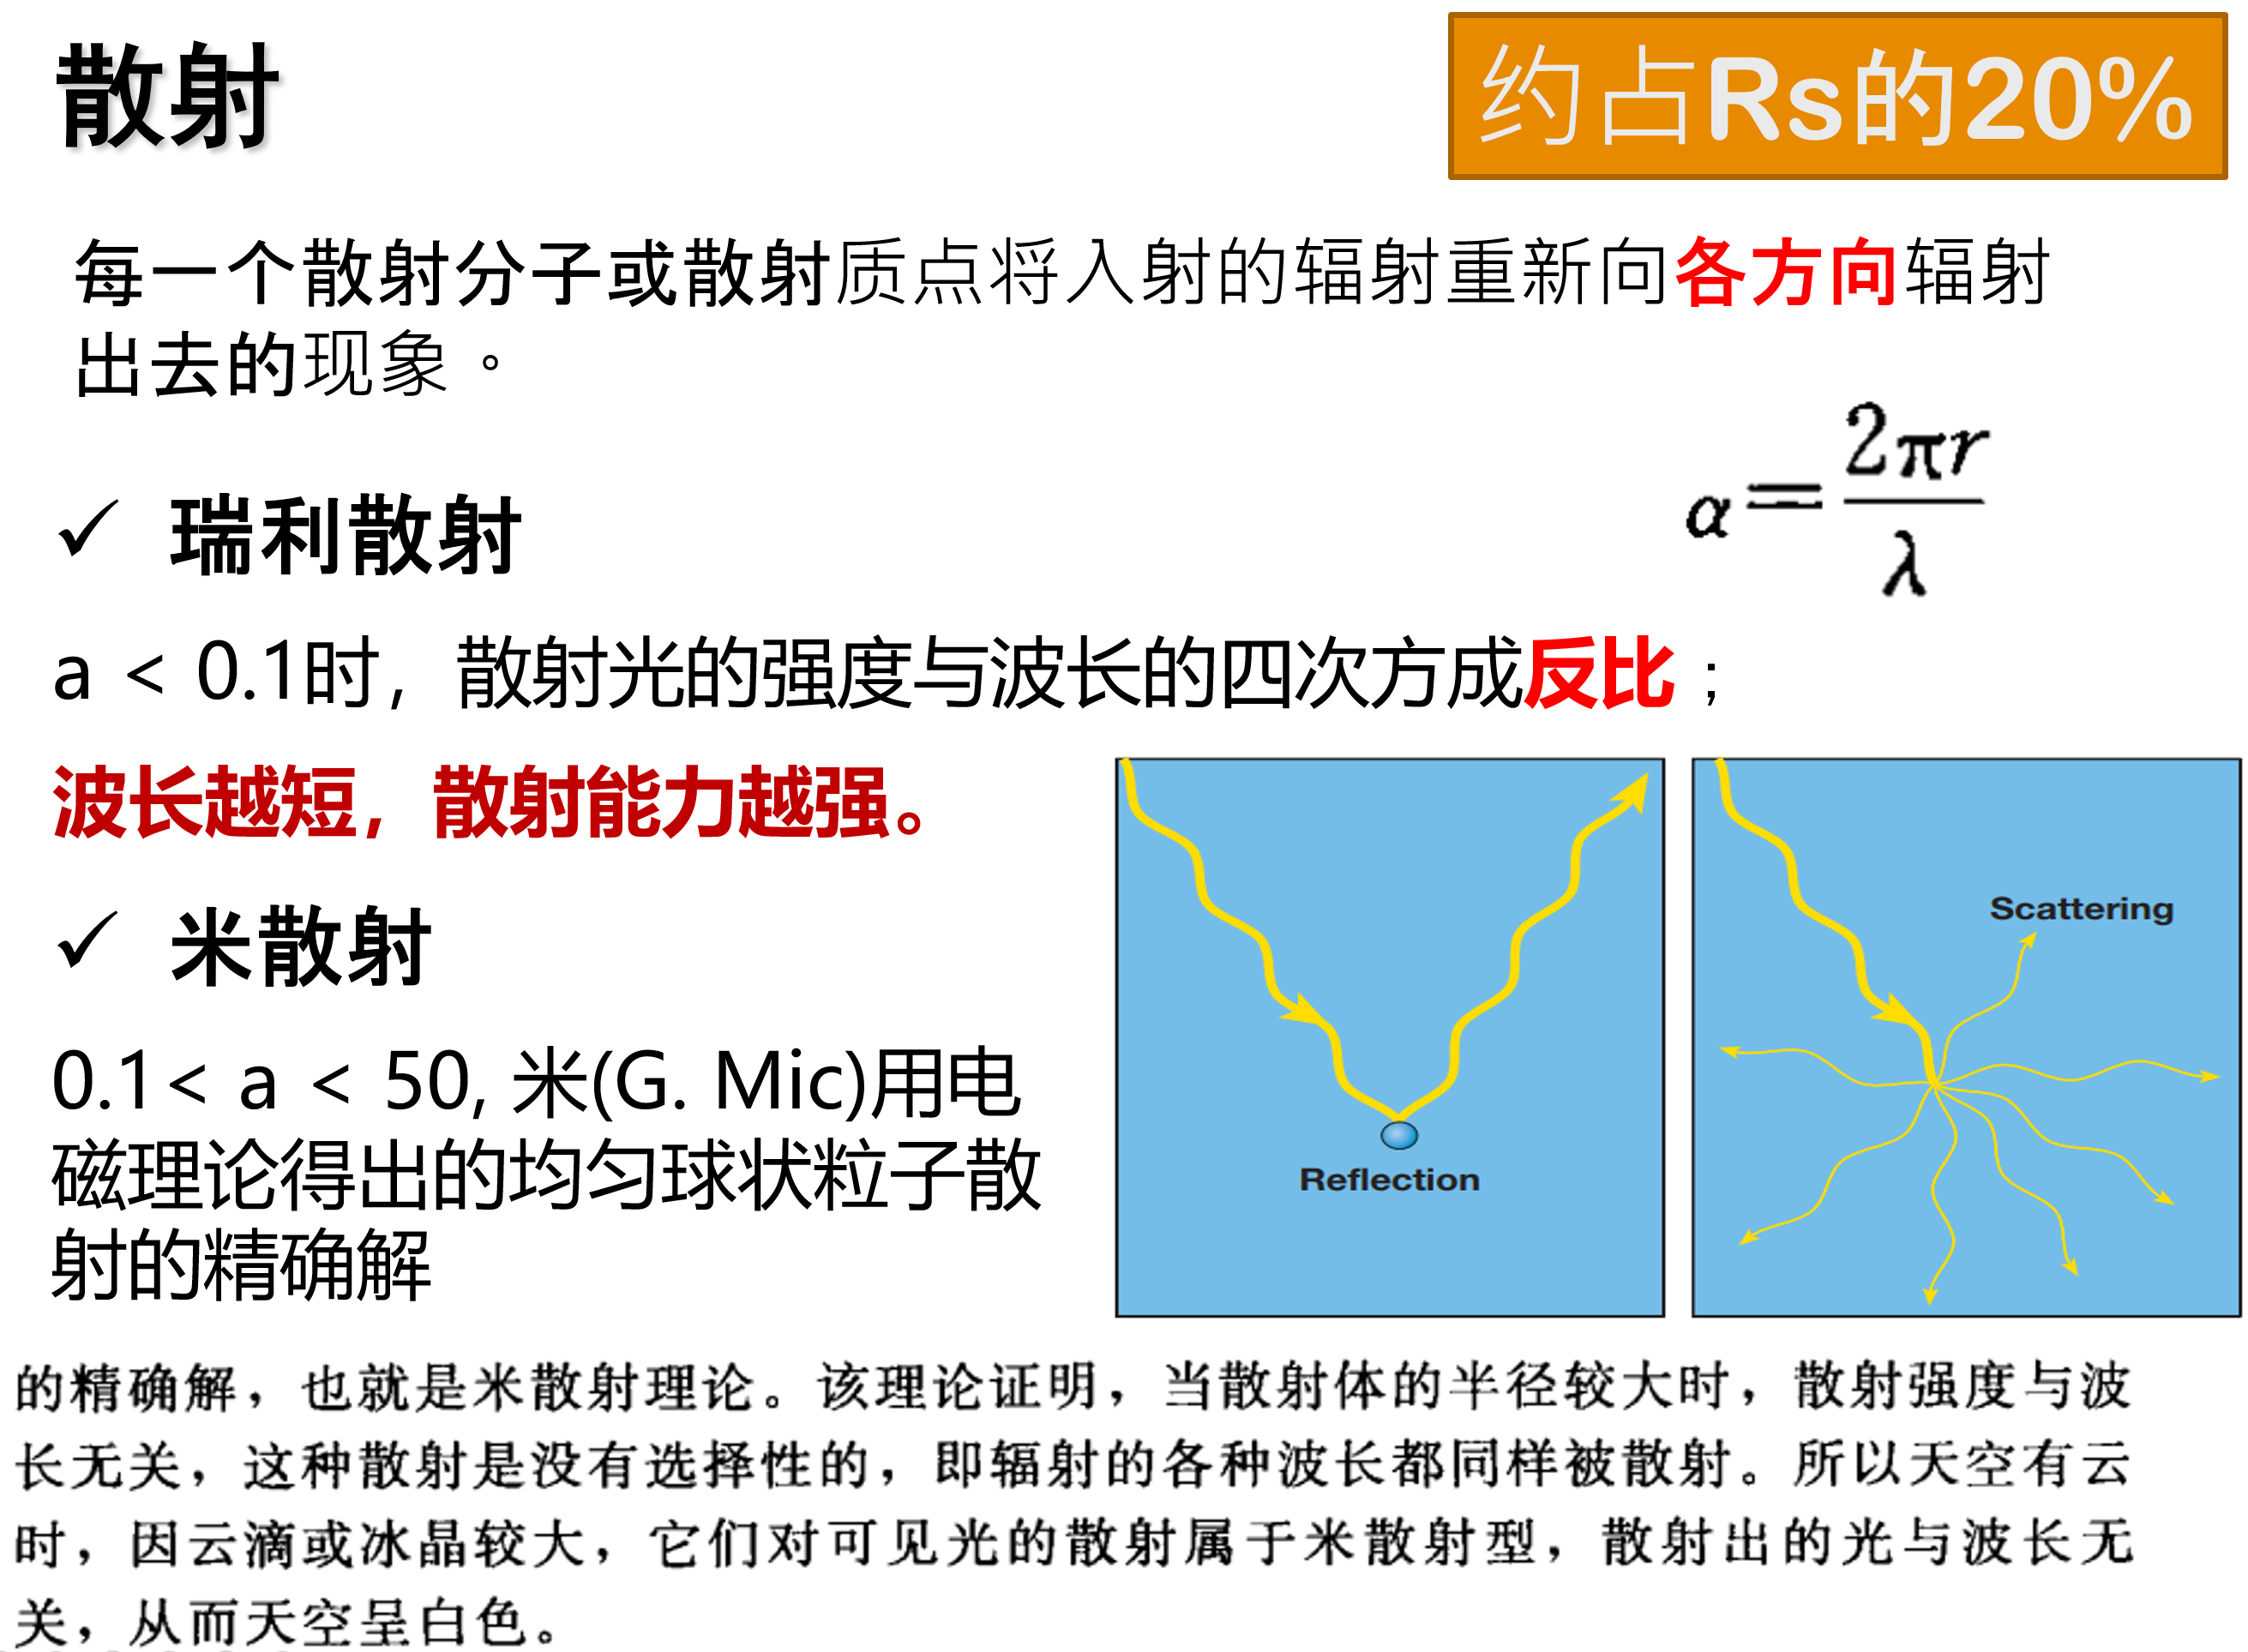 散射
约占Rs的20%
每一个散射分子或散射质点将入射的辐射重新向各方向辐射
出去的现象。
α=2πr/λ
✓ 瑞利散射
a < 0.1时，散射光的强度与波长的四次方成反比；
波长越短，散射能力越强。
✓ 米散射
0.1< a < 50, 米(G. Mic)用电
磁理论得出的均匀球状粒子散
射的精确解
Reflection
Scattering
的精确解，也就是米散射理论。该理论证明，当散射体的半径较大时，散射强度与波
长无关，这种散射是没有选择性的，即辐射的各种波长都同样被散射。所以天空有云
时，因云滴或冰晶较大，它们对可见光的散射属于米散射型，散射出的光与波长无
关，从而天空呈白色。